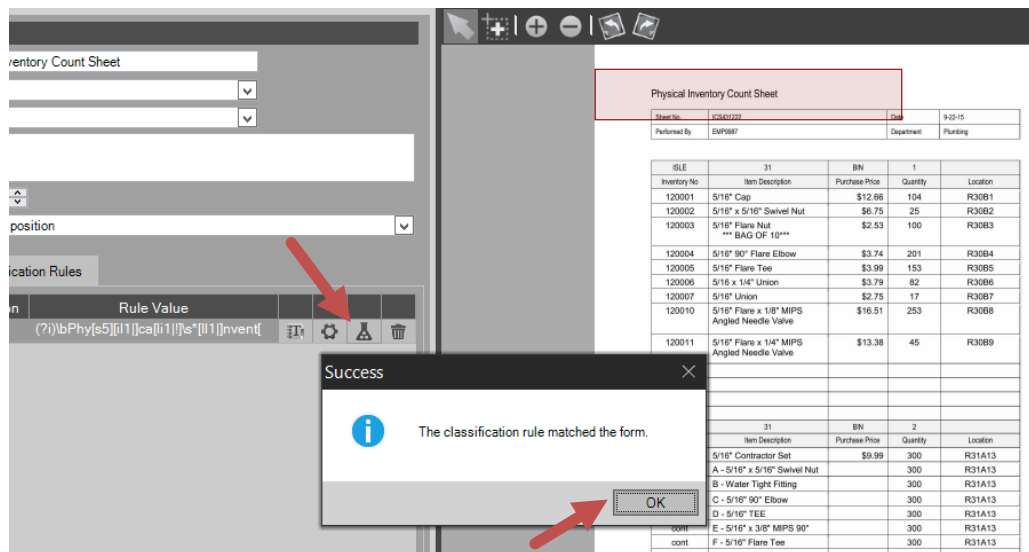 ventory Count Sheet
position
ication Rules
on Rule Value
(?i)\bPhy[s5][il1|]ca[li1|!]\s*[Il1|]nvent[
Success
The classification rule matched the form.
OK
Physical Inventory Count Sheet
Sheet No. ICS431222 Date 9-22-15
Performed By EMP9987 Department Plumbing
ISLE 31 BIN 1
Inventory No Item Description Purchase Price Quantity Location
120001 5/16" Cap $12.66 104 R30B1
120002 5/16" x 5/16" Swivel Nut $6.75 25 R30B2
120003 5/16" Flare Nut $2.53 100 R30B3
*** BAG OF 10***
120004 5/16" 90° Flare Elbow $3.74 201 R30B4
120005 5/16" Flare Tee $3.99 153 R30B5
120006 5/16 x 1/4" Union $3.79 82 R30B6
120007 5/16" Union $2.75 17 R30B7
120010 5/16" Flare x 1/8" MIPS $16.51 253 R30B8
Angled Needle Valve
120011 5/16" Flare x 1/4" MIPS $13.38 45 R30B9
Angled Needle Valve
31 BIN 2
Item Description Purchase Price Quantity Location
5/16" Contractor Set $9.99 300 R31A13
A - 5/16" x 5/16" Swivel Nut 300 R31A13
B - Water Tight Fitting 300 R31A13
C - 5/16" 90° Elbow 300 R31A13
D - 5/16" TEE 300 R31A13
cont E - 5/16" x 3/8" MIPS 90° 300 R31A13
cont F - 5/16" Flare Tee 300 R31A13